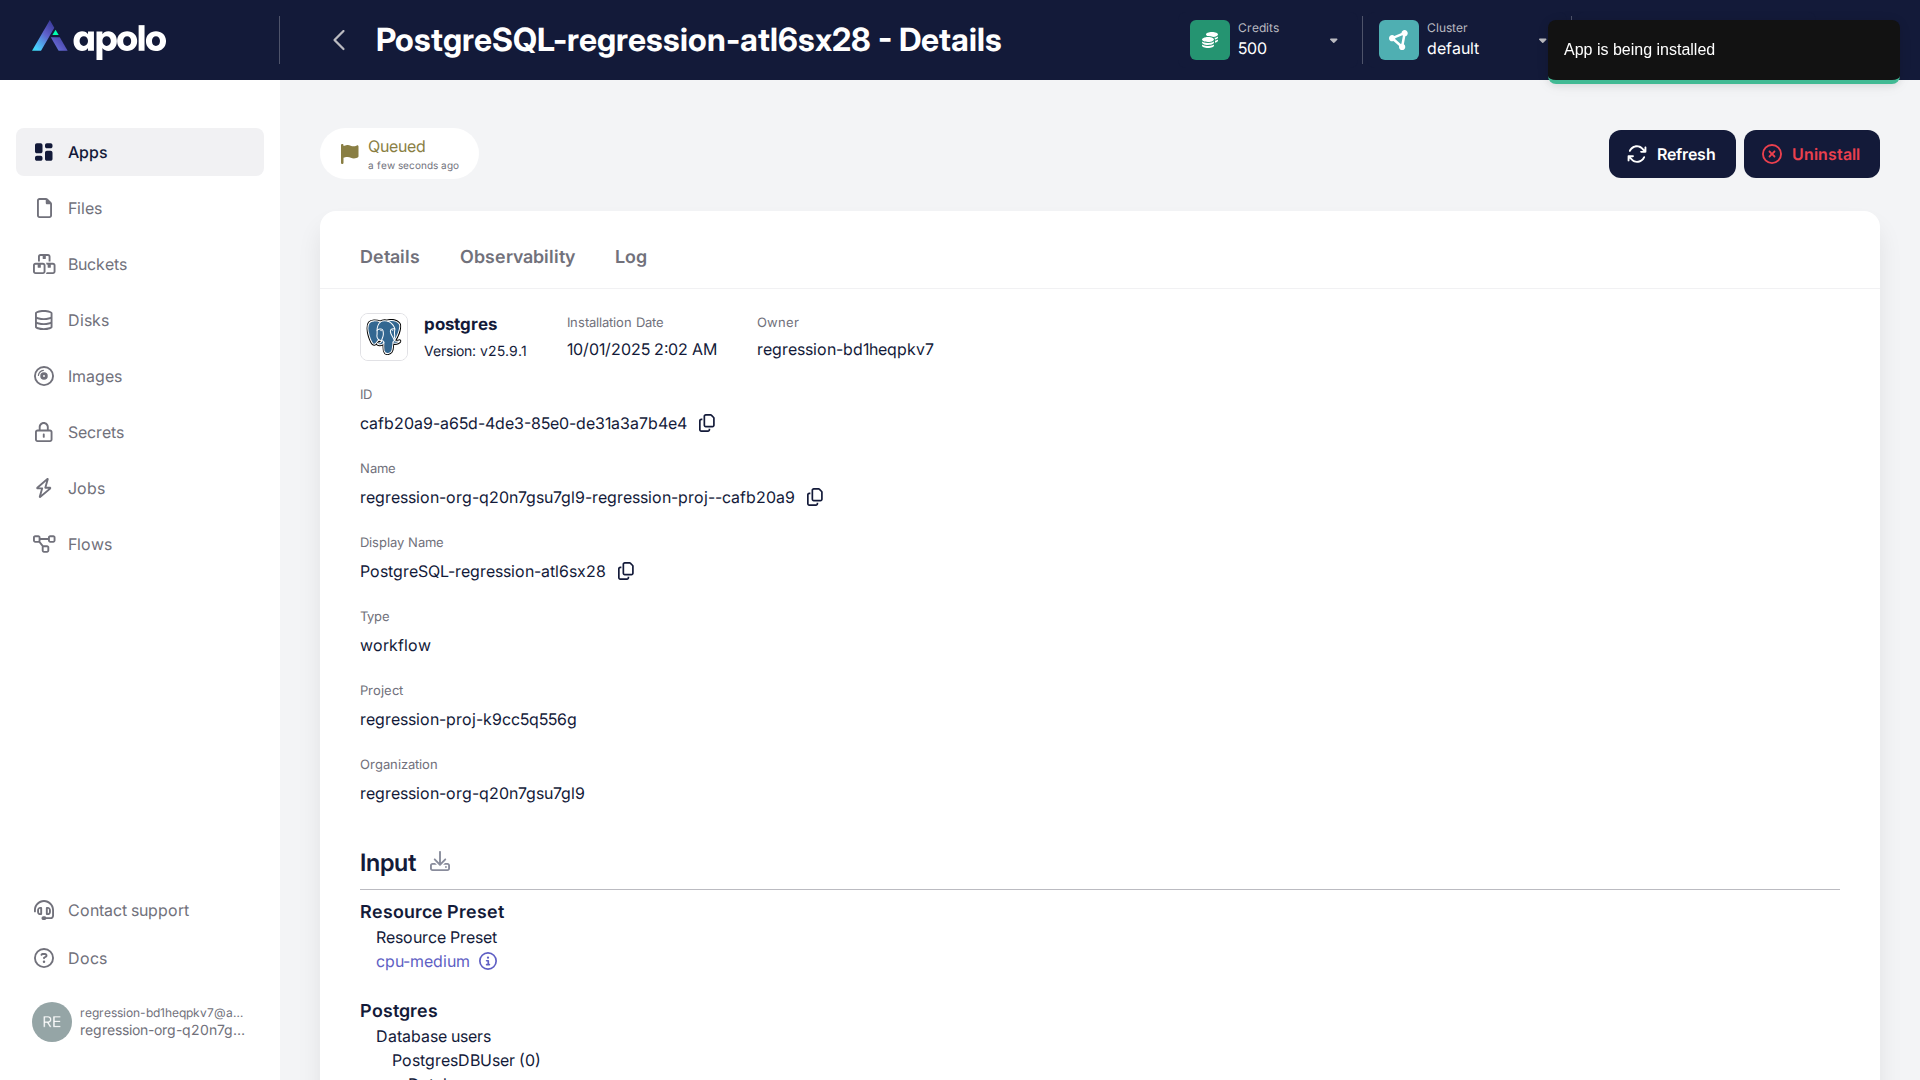 apolo
PostgreSQL-regression-atl6sx28 - Details
Credits
500
Cluster
default
App is being installed
Apps
Files
Buckets
Disks
Images
Secrets
Jobs
Flows
Contact support
Docs
RE
regression-bd1heqpkv7@a...
regression-org-q20n7g...
Queued
a few seconds ago
Refresh
Uninstall
Details
Observability
Log
postgres
Version: v25.9.1
Installation Date
10/01/2025 2:02 AM
Owner
regression-bd1heqpkv7
ID
cafb20a9-a65d-4de3-85e0-de31a3a7b4e4
Name
regression-org-q20n7gsu7gl9-regression-proj--cafb20a9
Display Name
PostgreSQL-regression-atl6sx28
Type
workflow
Project
regression-proj-k9cc5q556g
Organization
regression-org-q20n7gsu7gl9
Input
Resource Preset
Resource Preset
cpu-medium
Postgres
Database users
PostgresDBUser (0)